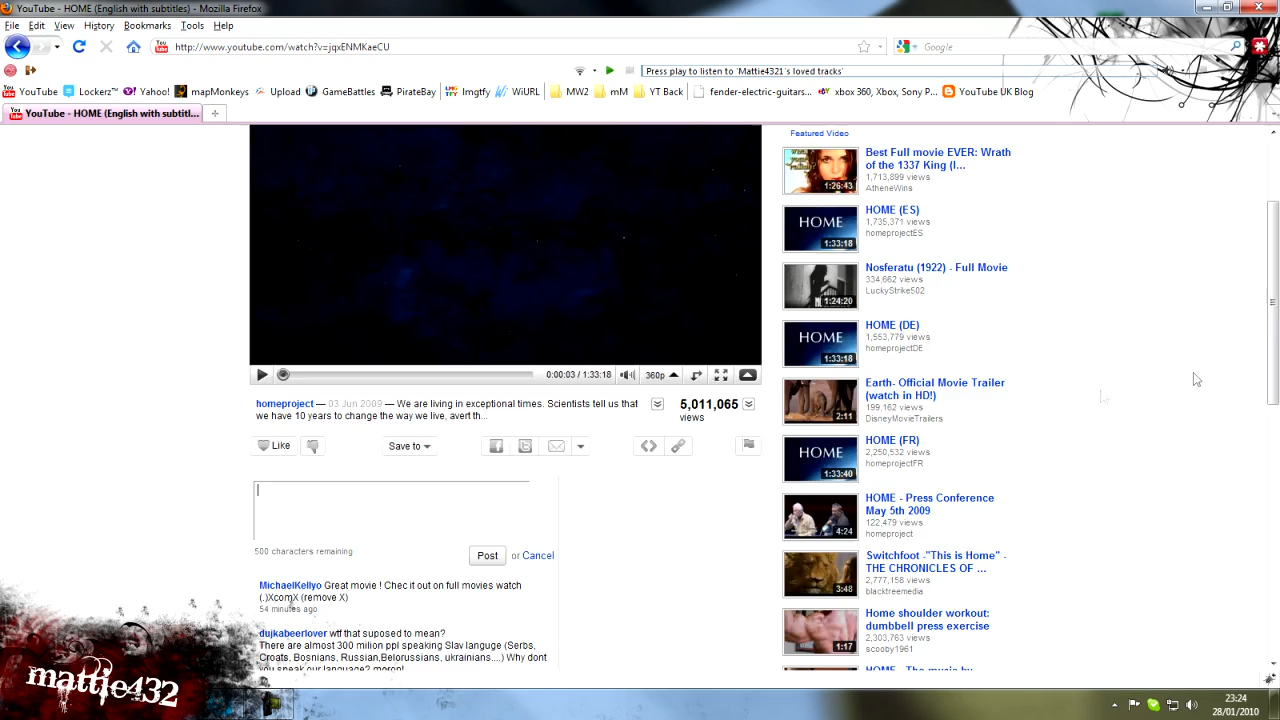 YouTube - HOME (English with subtitles) - Mozilla Firefox
File Edit View History Bookmarks Tools Help
http://www.youtube.com/watch?v=jqxENMKaeCU
Google
Press play to listen to 'Mattie4321's loved tracks'
YouTube Lockerz™ Yahoo! mapMonkeys Upload GameBattles PirateBay Imgtfy W@URL MW2 mM YT Back fender-electric-guitars... xbox 360, Xbox, Sony P... YouTube UK Blog
YouTube - HOME (English with subtitl...
Featured Video
Best Full movie EVER: Wrath
of the 1337 King (I...
1,713,899 views
AtheneWins
1:26:43
HOME (ES)
1,735,371 views
homeprojectES
HOME
1:33:18
Nosferatu (1922) - Full Movie
334,662 views
LuckyStrike502
1:24:20
HOME (DE)
1,553,779 views
homeprojectDE
HOME
1:33:18
Earth- Official Movie Trailer
(watch in HD!)
199,162 views
DisneyMovieTrailers
2:11
HOME (FR)
2,250,532 views
homeprojectFR
HOME
1:33:40
HOME - Press Conference
May 5th 2009
122,479 views
homeproject
4:24
Switchfoot -"This is Home" -
THE CHRONICLES OF ...
2,777,158 views
blacktreemedia
3:48
Home shoulder workout:
dumbbell press exercise
2,303,763 views
scooby1961
1:17
HOME - The music by
0:00:03 / 1:33:18 360p
homeproject — 03 Jun 2009 — We are living in exceptional times. Scientists tell us that
we have 10 years to change the way we live, avert th...
5,011,065
views
Like Save to
500 characters remaining
Post or Cancel
MichaelKellyo Great movie ! Chec it out on full movies watch
(.)XcomX (remove X)
54 minutes ago
dujkabeerlover wtf that suposed to mean?
There are almost 300 milion ppl speaking Slav languge (Serbs,
Croats, Bosnians, Russian,Belorussians, ukrainians....) Why dont
you speak our language?
mattie432
23:24
28/01/2010